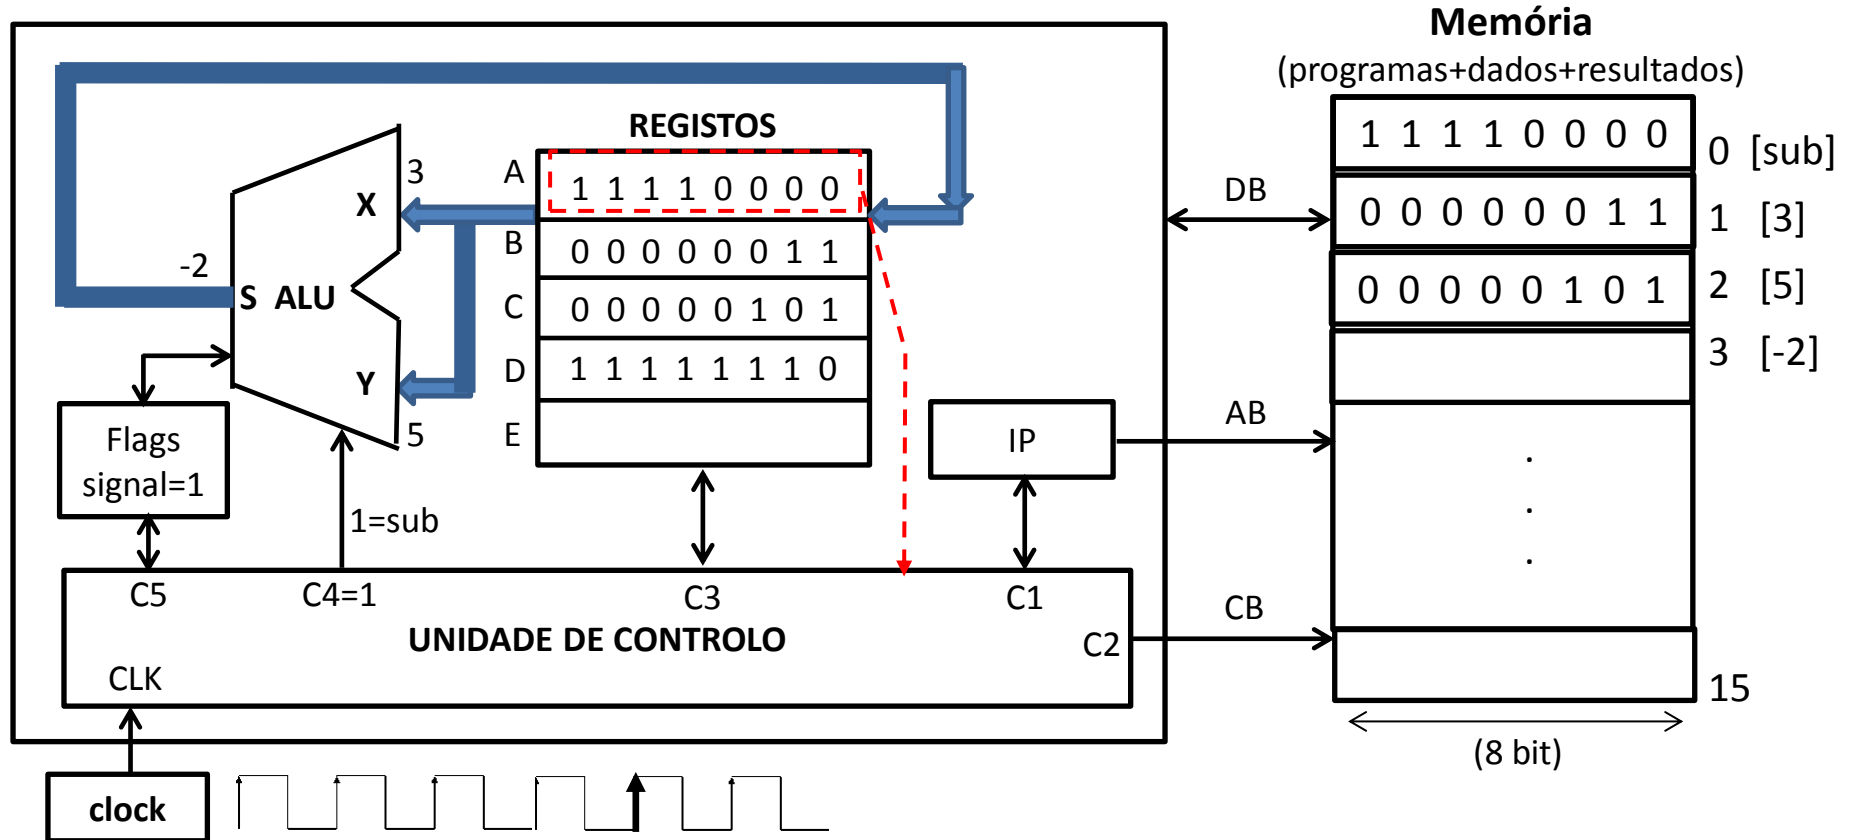 Memória
(programas+dados+resultados)
REGISTOS
A 1 1 1 1 0 0 0 0
B 0 0 0 0 0 0 1 1
C 0 0 0 0 0 1 0 1
D 1 1 1 1 1 1 1 0
E
3
X
-2
S ALU
Y
5
Flags
signal=1
1=sub
IP
DB
AB
CB
1 1 1 1 0 0 0 0 0 [sub]
0 0 0 0 0 0 1 1 1 [3]
0 0 0 0 0 1 0 1 2 [5]
3 [-2]
.
.
.
15
(8 bit)
C5 C4=1 C3 C1
UNIDADE DE CONTROLO
C2
CLK
clock